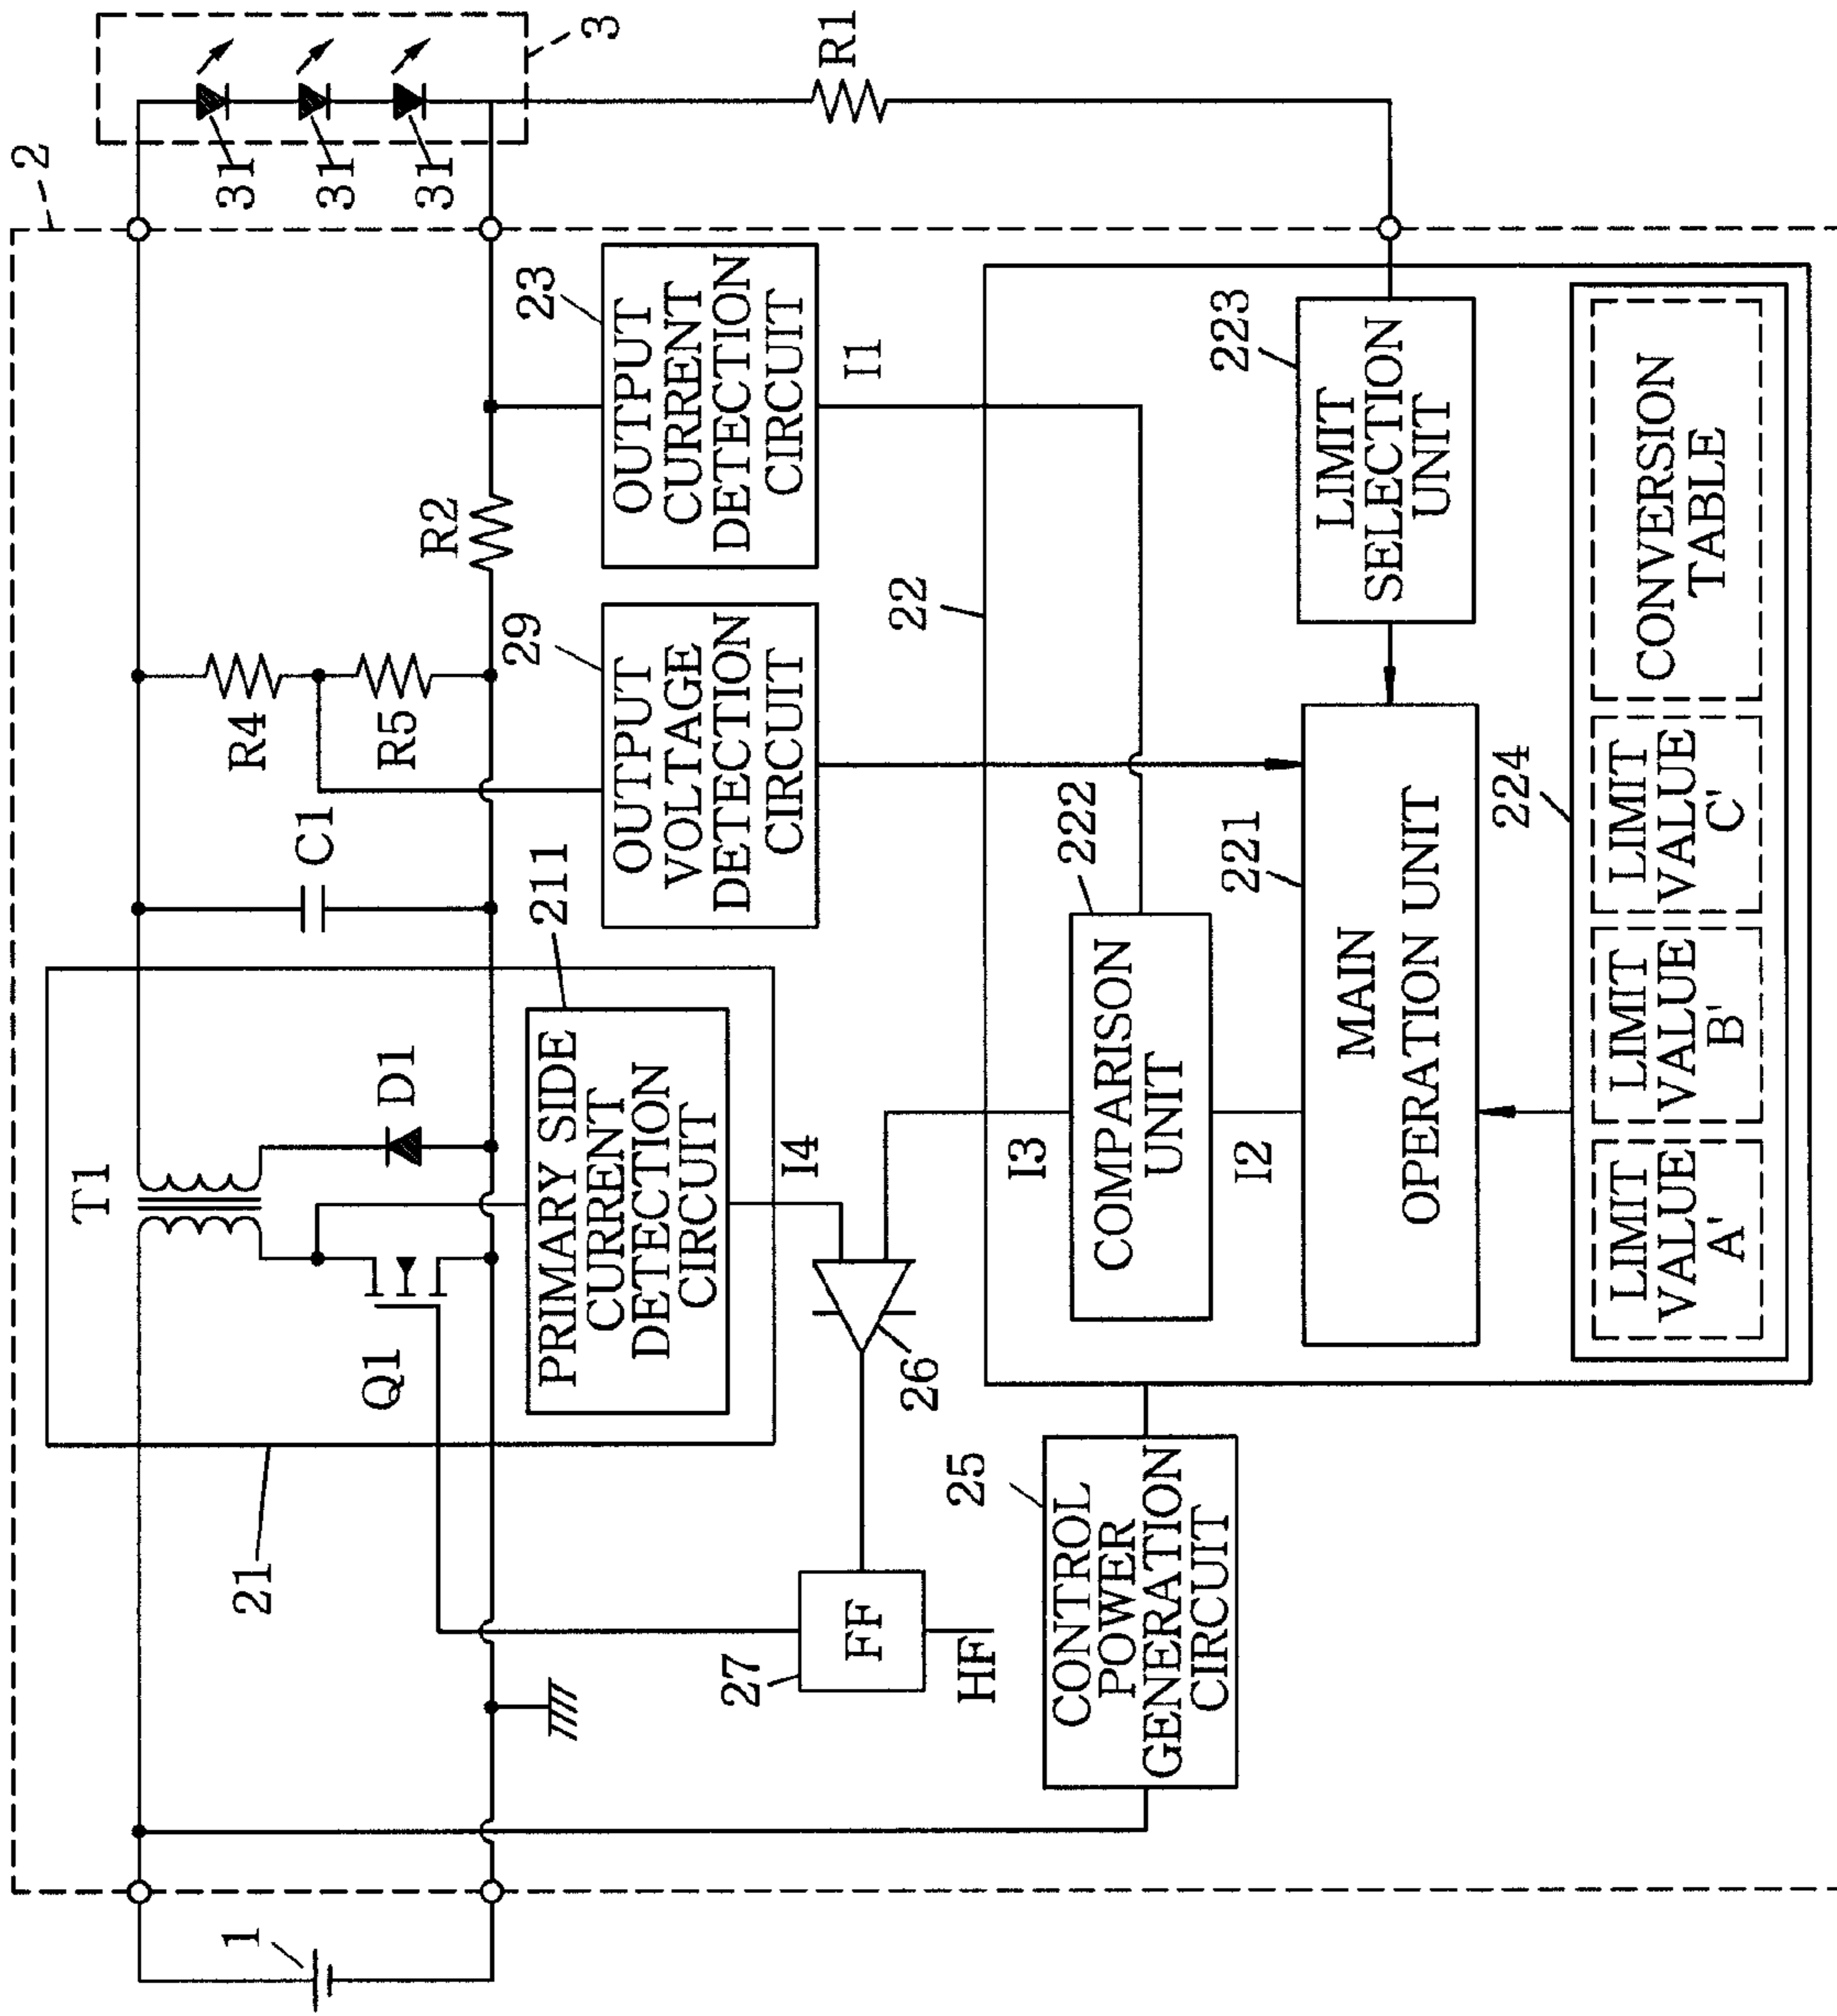 2
3
31
31
31
R1
T1
D1
Q1
C1
R4
R5
R2
21
1
211
PRIMARY SIDE
CURRENT
DETECTION
CIRCUIT
I4
29
OUTPUT
VOLTAGE
DETECTION
CIRCUIT
23
OUTPUT
CURRENT
DETECTION
CIRCUIT
I1
27
FF
HF
26
25
CONTROL
POWER
GENERATION
CIRCUIT
22
I3
222
COMPARISON
UNIT
I2
221
MAIN
OPERATION UNIT
223
LIMIT
SELECTION
UNIT
224
LIMIT
VALUE
A'
LIMIT
VALUE
B'
LIMIT
VALUE
C'
CONVERSION
TABLE